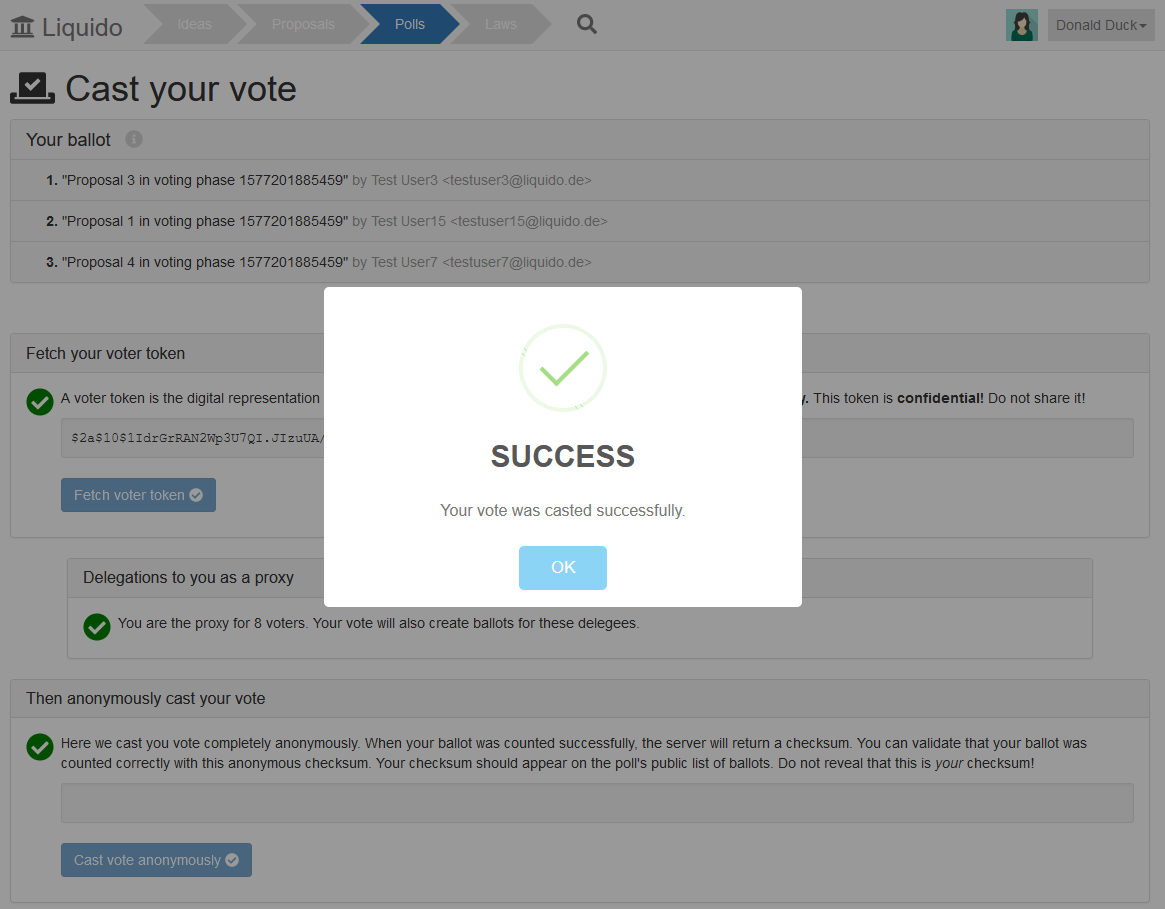 Liquido
Ideas
Proposals
Polls
Laws
Donald Duck
Cast your vote
Your ballot
1. "Proposal 3 in voting phase 1577201885459" by Test User3 <testuser3@liquido.de>
2. "Proposal 1 in voting phase 1577201885459" by Test User15 <testuser15@liquido.de>
3. "Proposal 4 in voting phase 1577201885459" by Test User7 <testuser7@liquido.de>
Fetch your voter token
A voter token is the digital representation
This token is confidential! Do not share it!
$2a$10$1IdrGrRAN2Wp3U7QI.JIzuUA/
Fetch voter token
SUCCESS
Your vote was casted successfully.
OK
Delegations to you as a proxy
You are the proxy for 8 voters. Your vote will also create ballots for these delegees.
Then anonymously cast your vote
Here we cast you vote completely anonymously. When your ballot was counted successfully, the server will return a checksum. You can validate that your ballot was
counted correctly with this anonymous checksum. Your checksum should appear on the poll's public list of ballots. Do not reveal that this is your checksum!
Cast vote anonymously